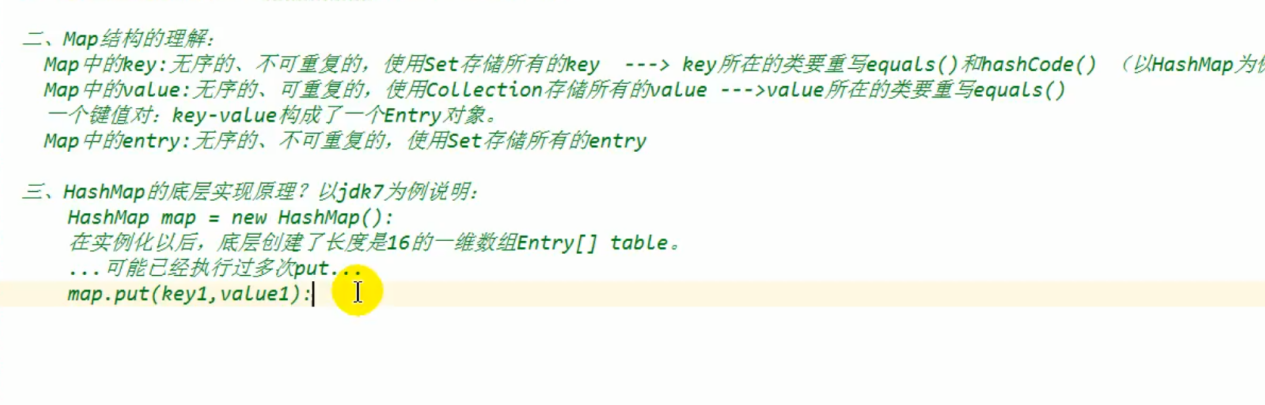 二、Map结构的理解:
Map中的key:无序的、不可重复的，使用Set存储所有的key ---> key所在的类要重写equals()和hashCode() （以HashMap为
Map中的value:无序的、可重复的，使用Collection存储所有的value --->value所在的类要重写equals()
一个键值对：key-value构成了一个Entry对象。
Map中的entry:无序的、不可重复的，使用Set存储所有的entry
三、HashMap的底层实现原理？以jdk7为例说明：
HashMap map = new HashMap():
在实例化以后，底层创建了长度是16的一维数组Entry[] table。
...可能已经执行过多次put...
map.put(key1,value1):